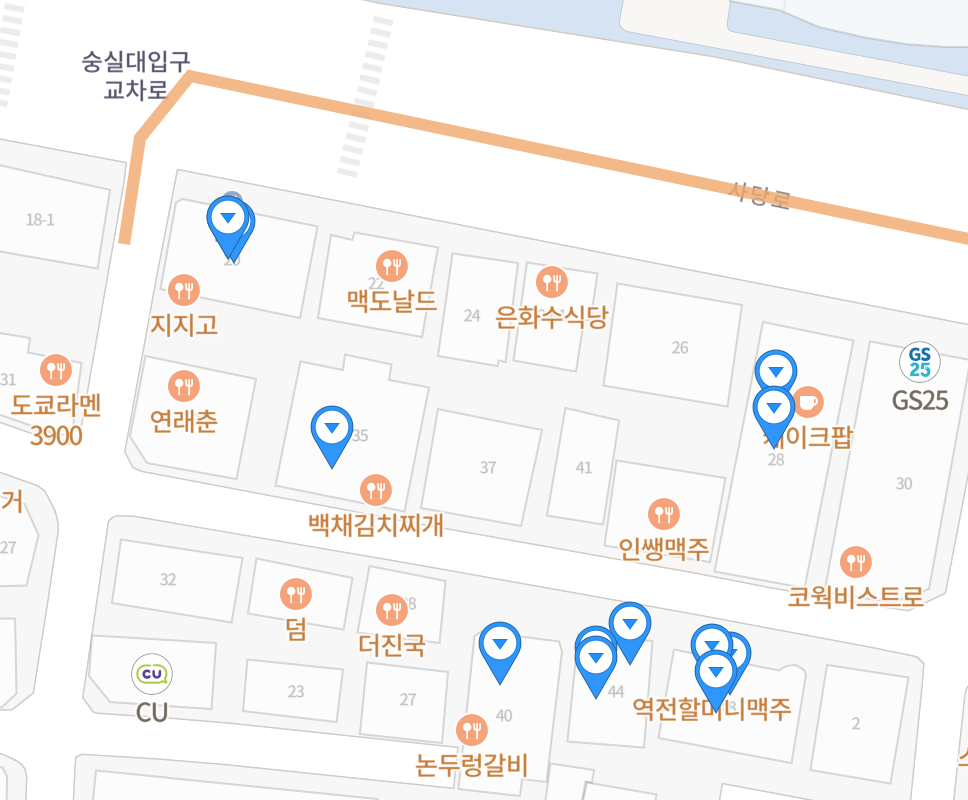 숭실대입구
교차로
사당로
18-1
지지고
22
맥도날드
24
은화수식당
26
GS
25
GS25
31
도쿄라멘
3900
연래춘
35
백채김치찌개
37
41
인쌩맥주
28
30
코웍비스트로
거
27
32
덤
더진국
CU
CU
23
27
40
44
역전할머니맥주
2
논두렁갈비